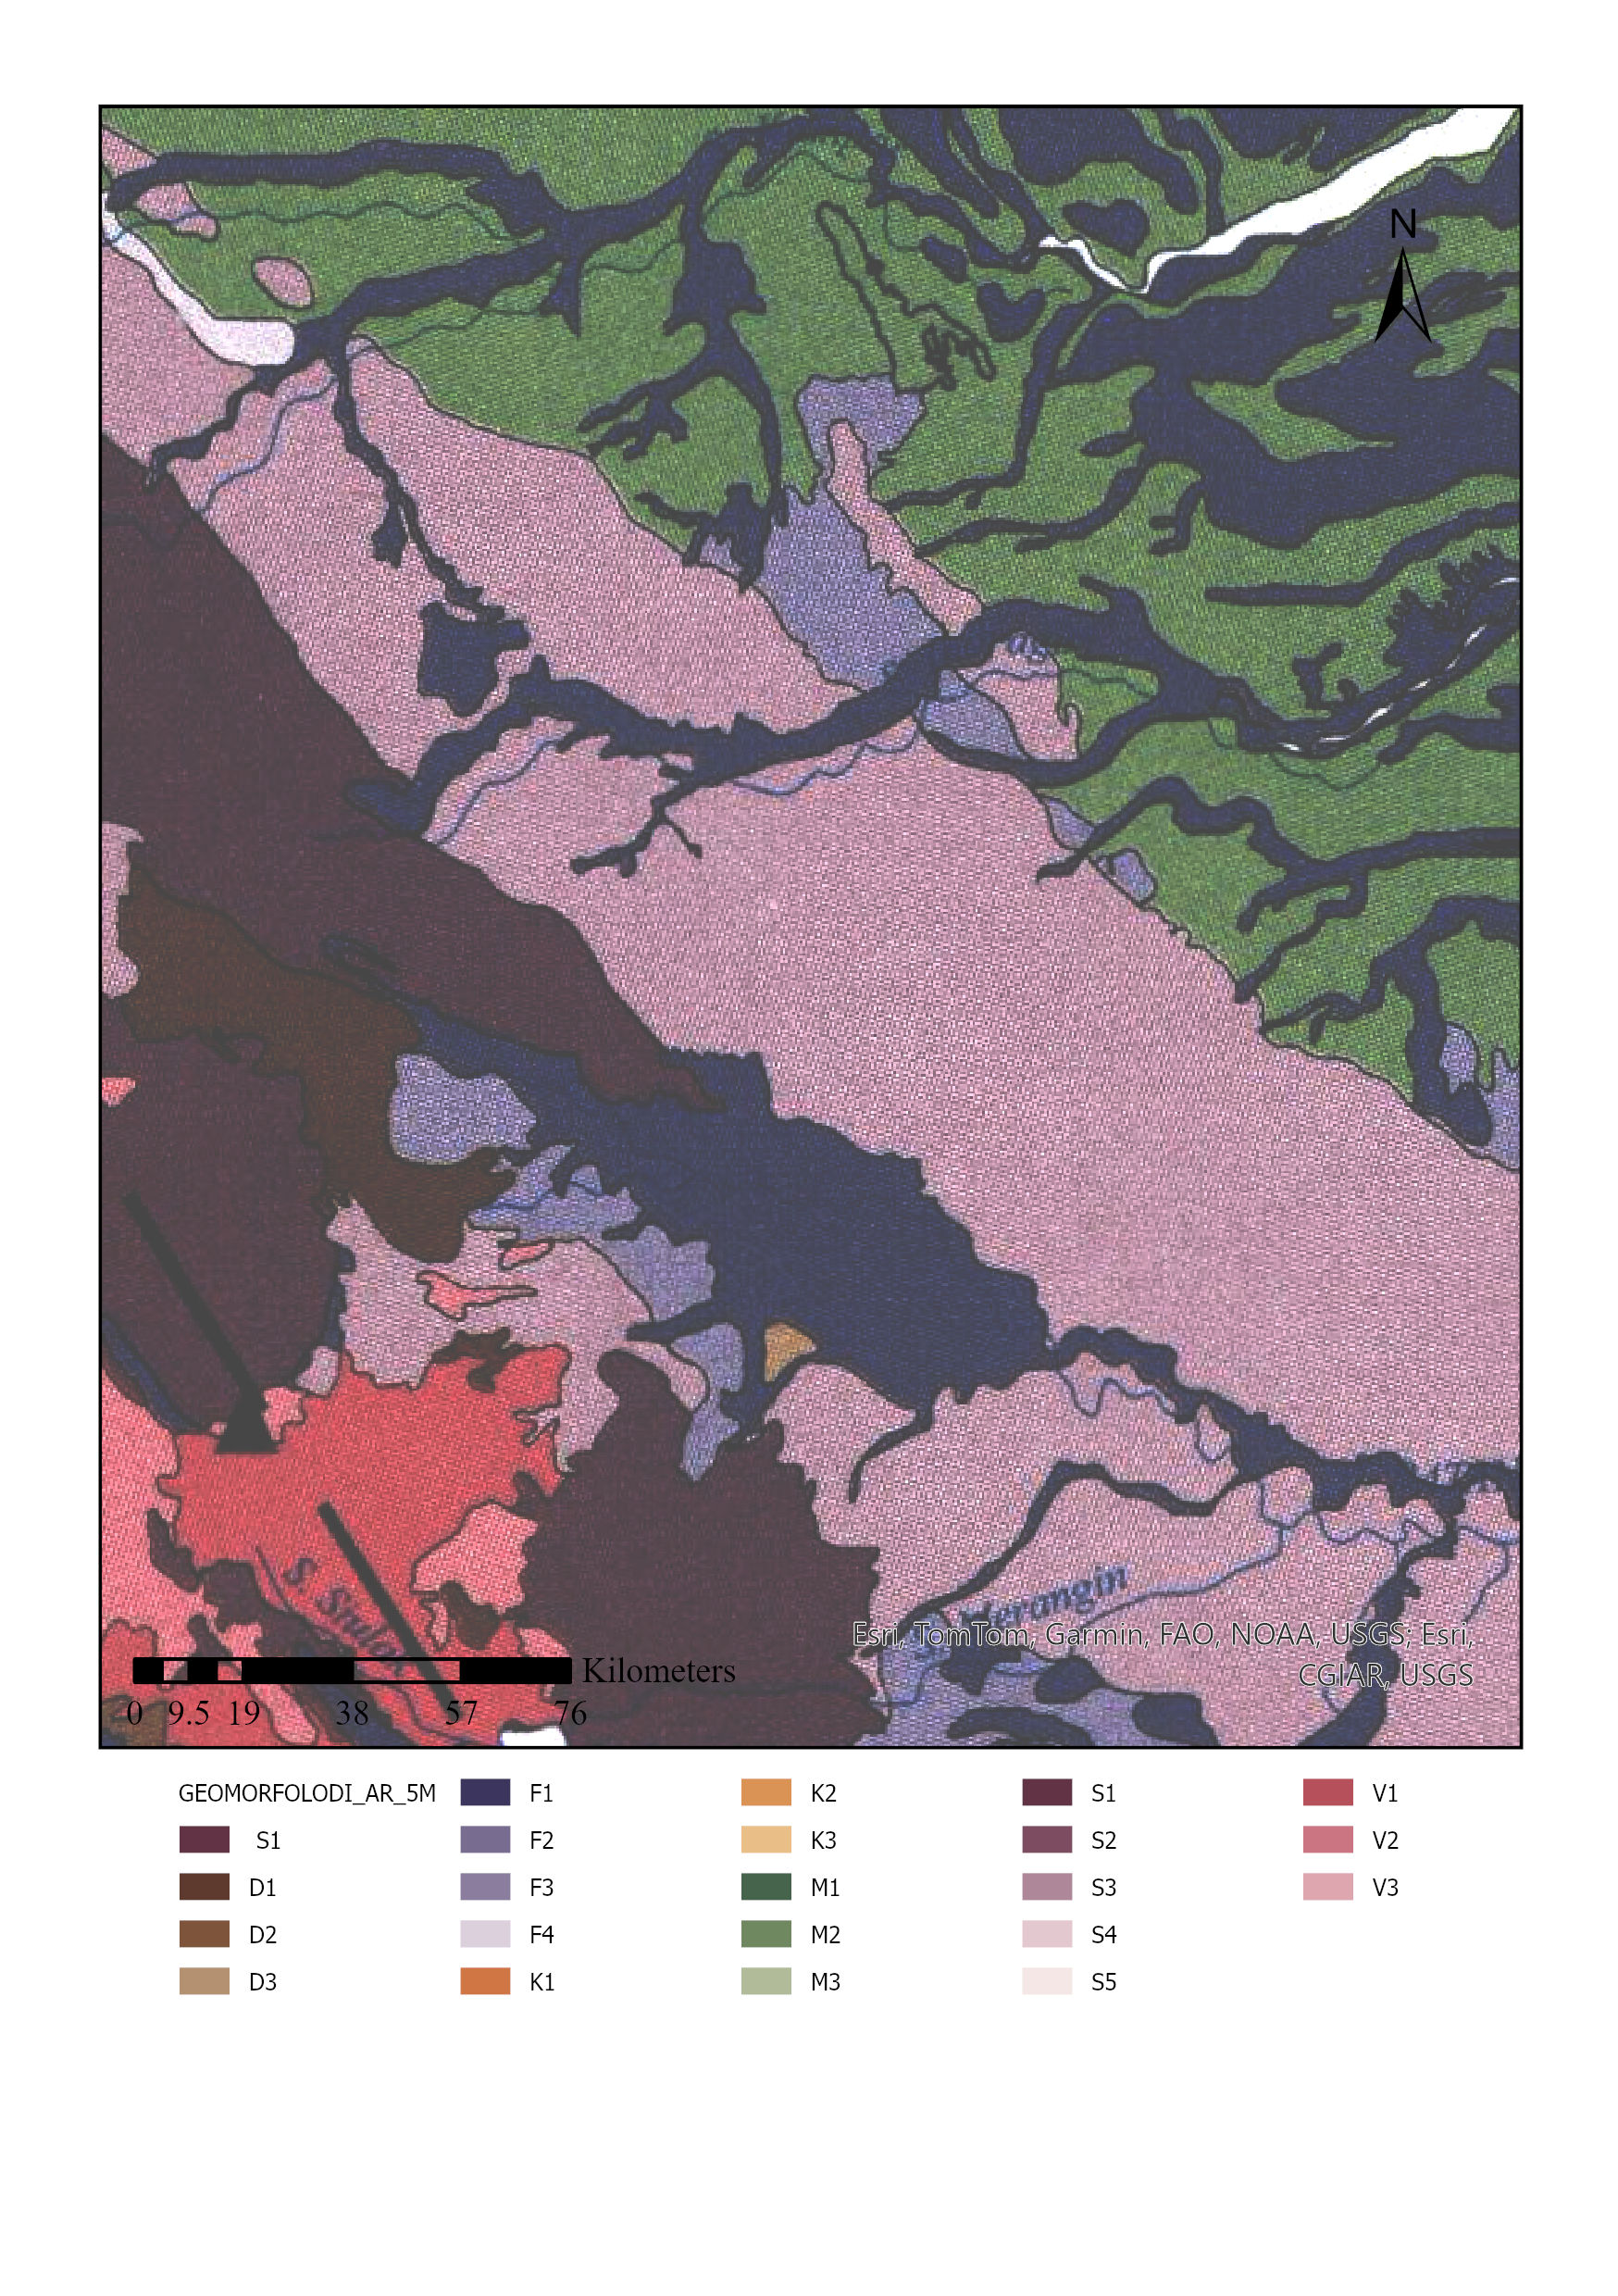 N
S. Siulak
S. Merangin
Esri, TomTom, Garmin, FAO, NOAA, USGS; Esri,
CGIAR, USGS
Kilometers
0 9.5 19 38 57 76
GEOMORFOLODI_AR_5M
S1
D1
D2
D3
F1
F2
F3
F4
K1
K2
K3
M1
M2
M3
S1
S2
S3
S4
S5
V1
V2
V3